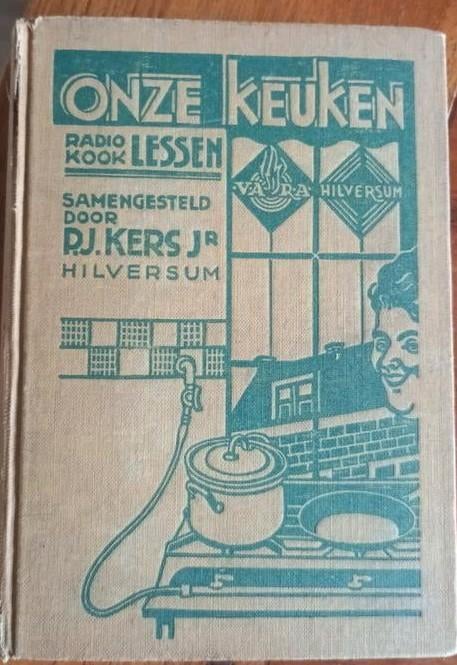 ONZE KEUKEN
RADIO
KOOK LESSEN
SAMENGESTELD
DOOR
P.J. KERS JR
HILVERSUM
VARA HILVERSUM